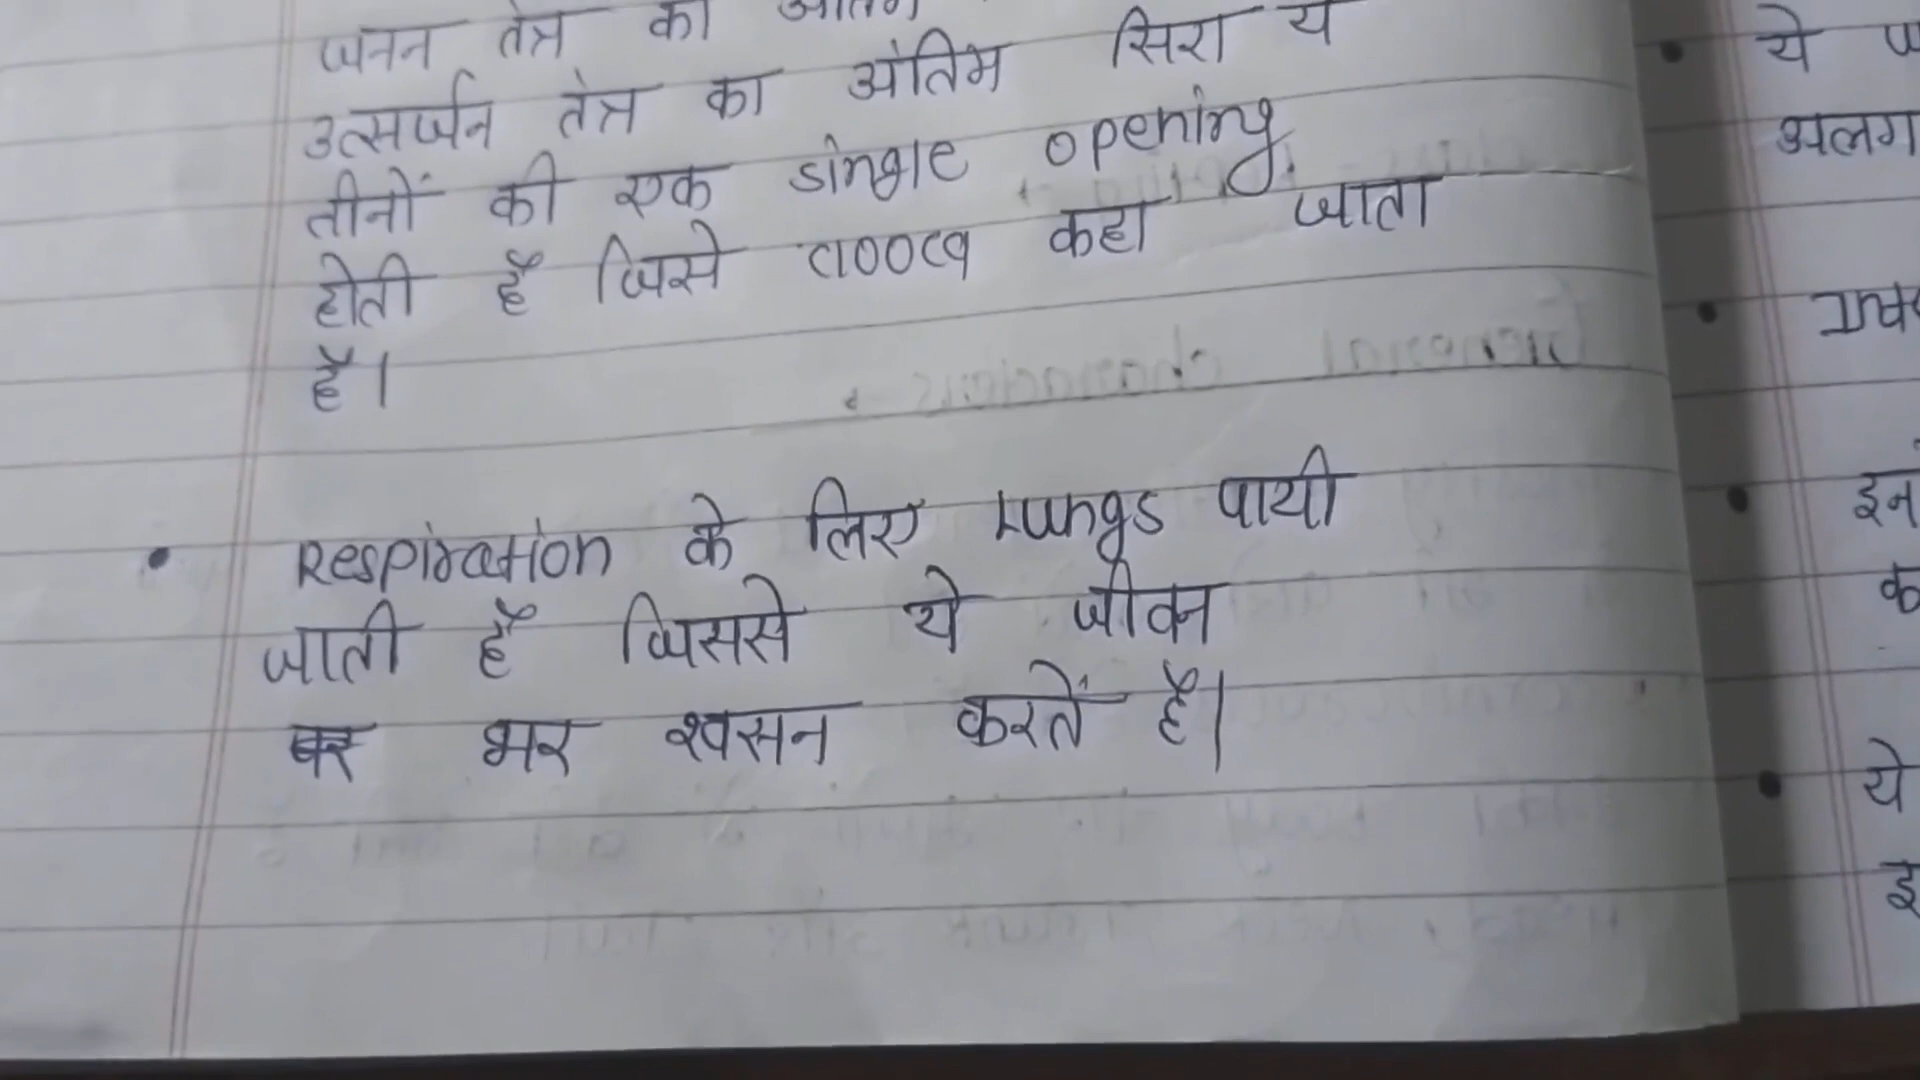 जनन तंत्र का अंतिम
उत्सर्जन तंत्र का अंतिम सिरा ये
तीनों की एक single opening
होती है जिसे cloaca कहा जाता
है।
• Respiration के लिए Lungs पायी
जाती है जिससे ये जीवन
भर श्वसन करतें है।
• ये
अलग
•
• इन
क
• ये
इ